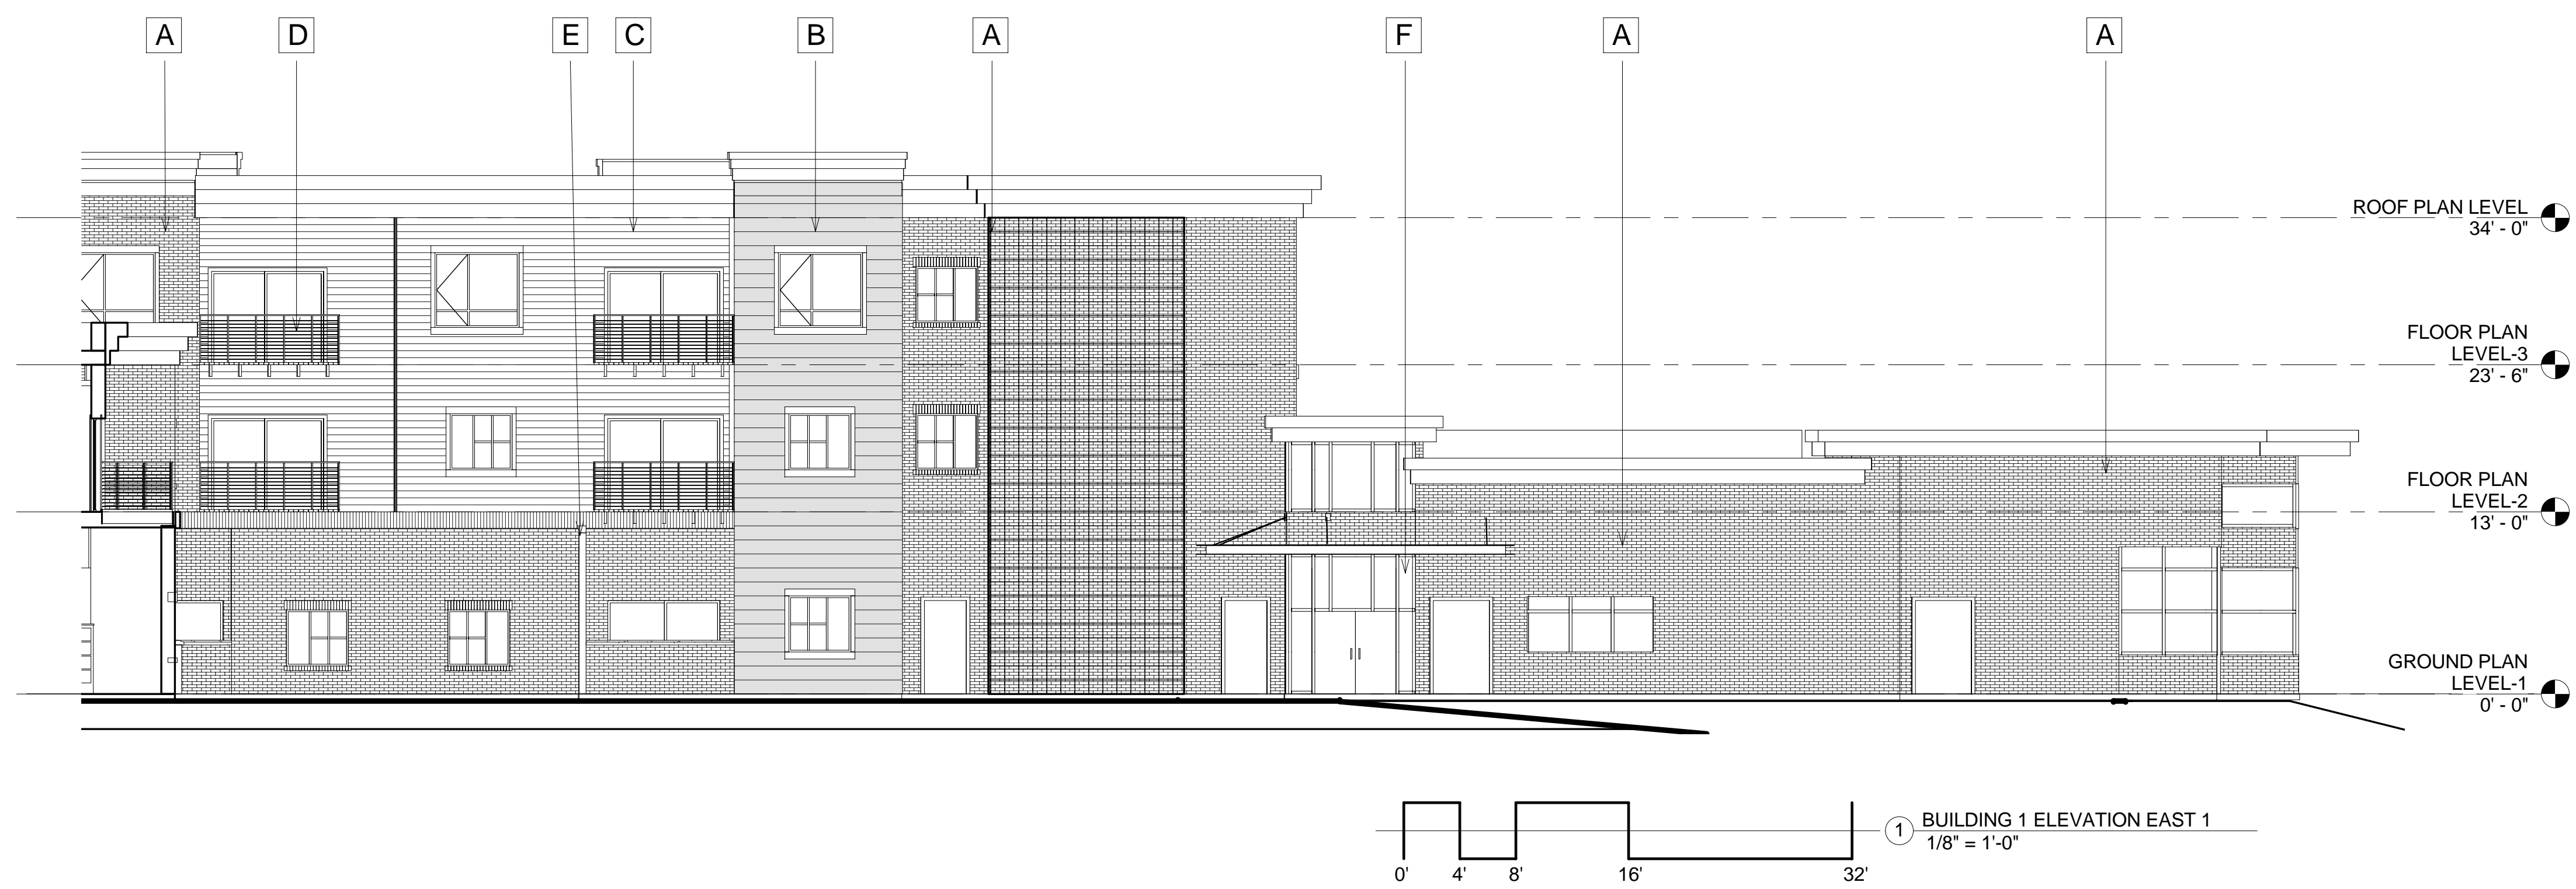 A D E C B A F A A
ROOF PLAN LEVEL
34' - 0"
FLOOR PLAN
LEVEL-3
23' - 6"
FLOOR PLAN
LEVEL-2
13' - 0"
GROUND PLAN
LEVEL-1
0' - 0"
1 BUILDING 1 ELEVATION EAST 1
1/8" = 1'-0"
0' 4' 8' 16' 32'